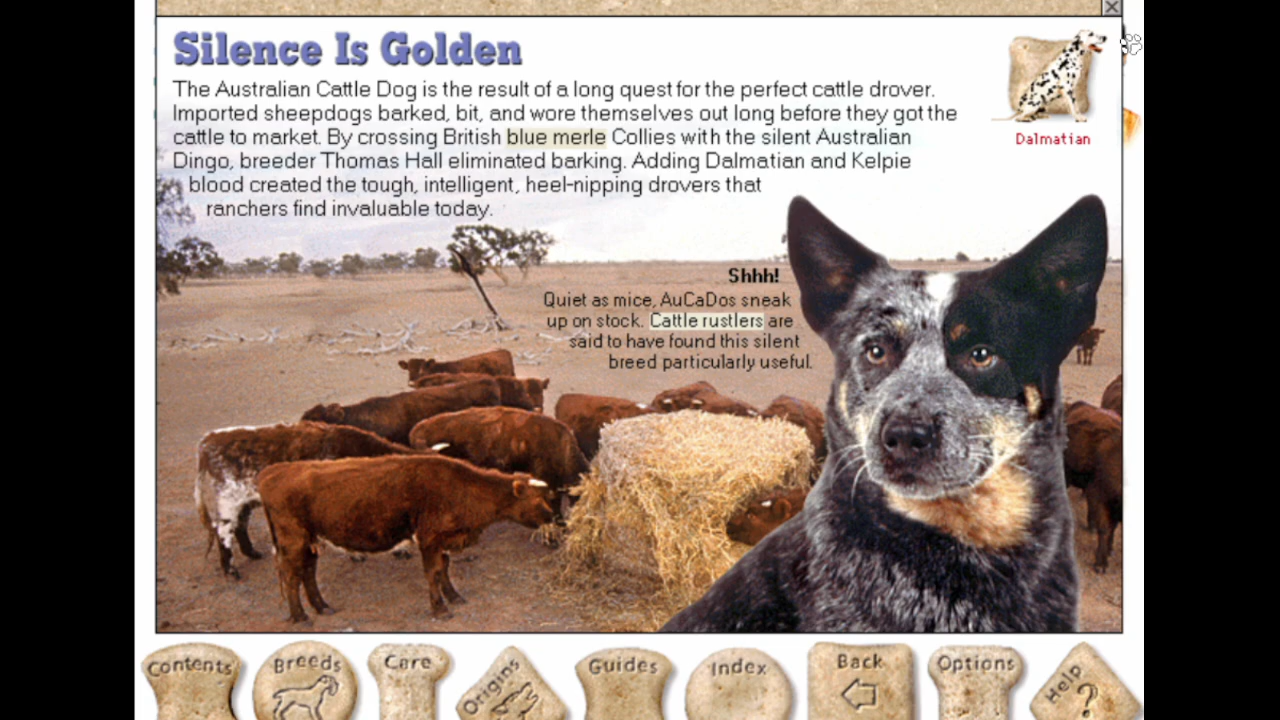 Silence Is Golden
The Australian Cattle Dog is the result of a long quest for the perfect cattle drover.
Imported sheepdogs barked, bit, and wore themselves out long before they got the
cattle to market. By crossing British blue merle Collies with the silent Australian
Dingo, breeder Thomas Hall eliminated barking. Adding Dalmatian and Kelpie
blood created the tough, intelligent, heel-nipping drovers that
ranchers find invaluable today.
Dalmatian
Shhh!
Quiet as mice, AuCaDos sneak
up on stock. Cattle rustlers are
said to have found this silent
breed particularly useful.
Contents
Breeds
Care
Origins
Guides
Index
Back
Options
Help
?